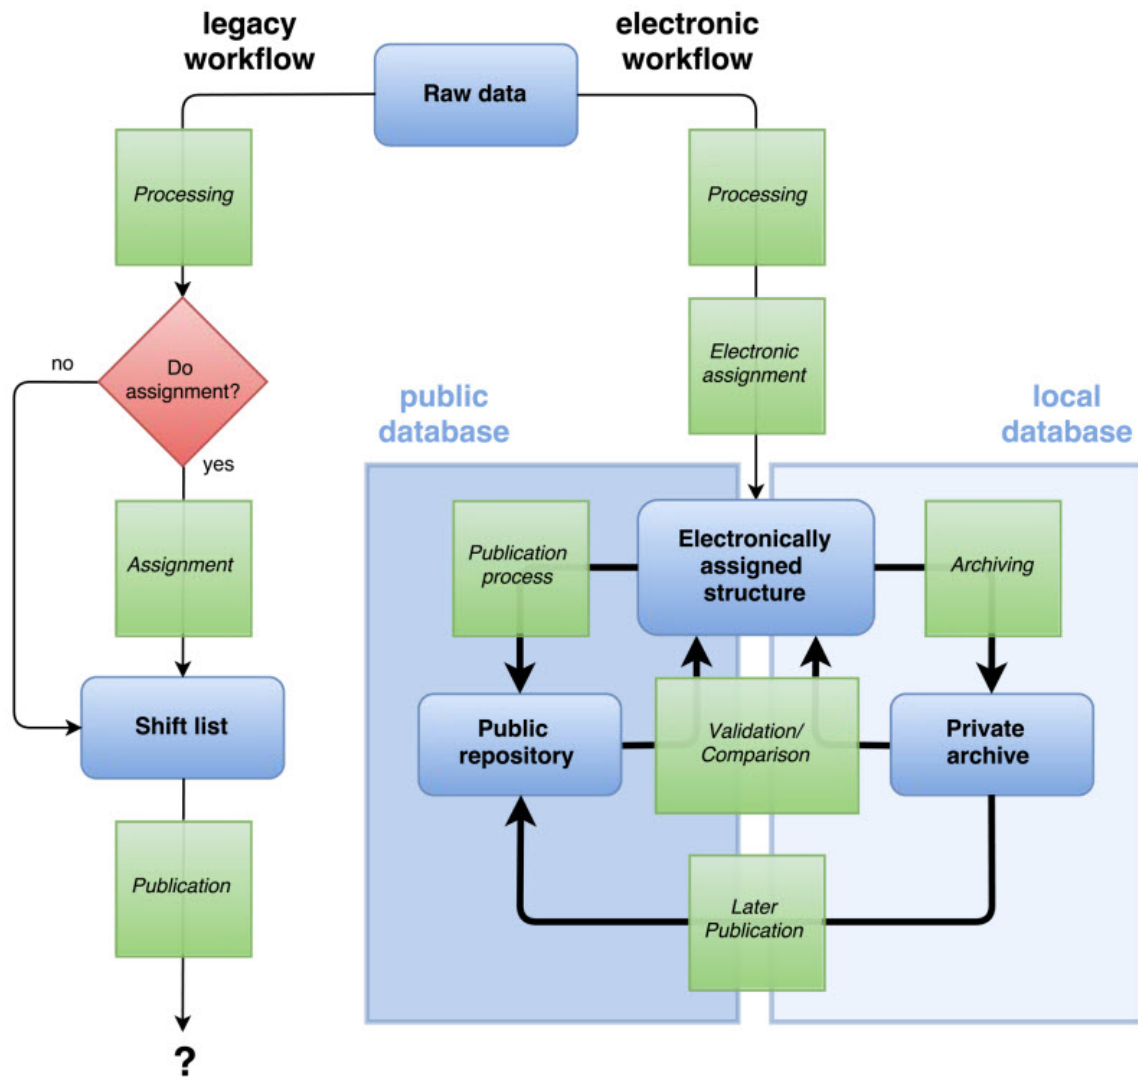 legacy
workflow
electronic
workflow
Raw data
Processing
Processing
Do
assignment?
no
yes
Electronic
assignment
public
database
local
database
Assignment
Publication
process
Electronically
assigned
structure
Archiving
Shift list
Public
repository
Validation/
Comparison
Private
archive
Publication
Later
Publication
?